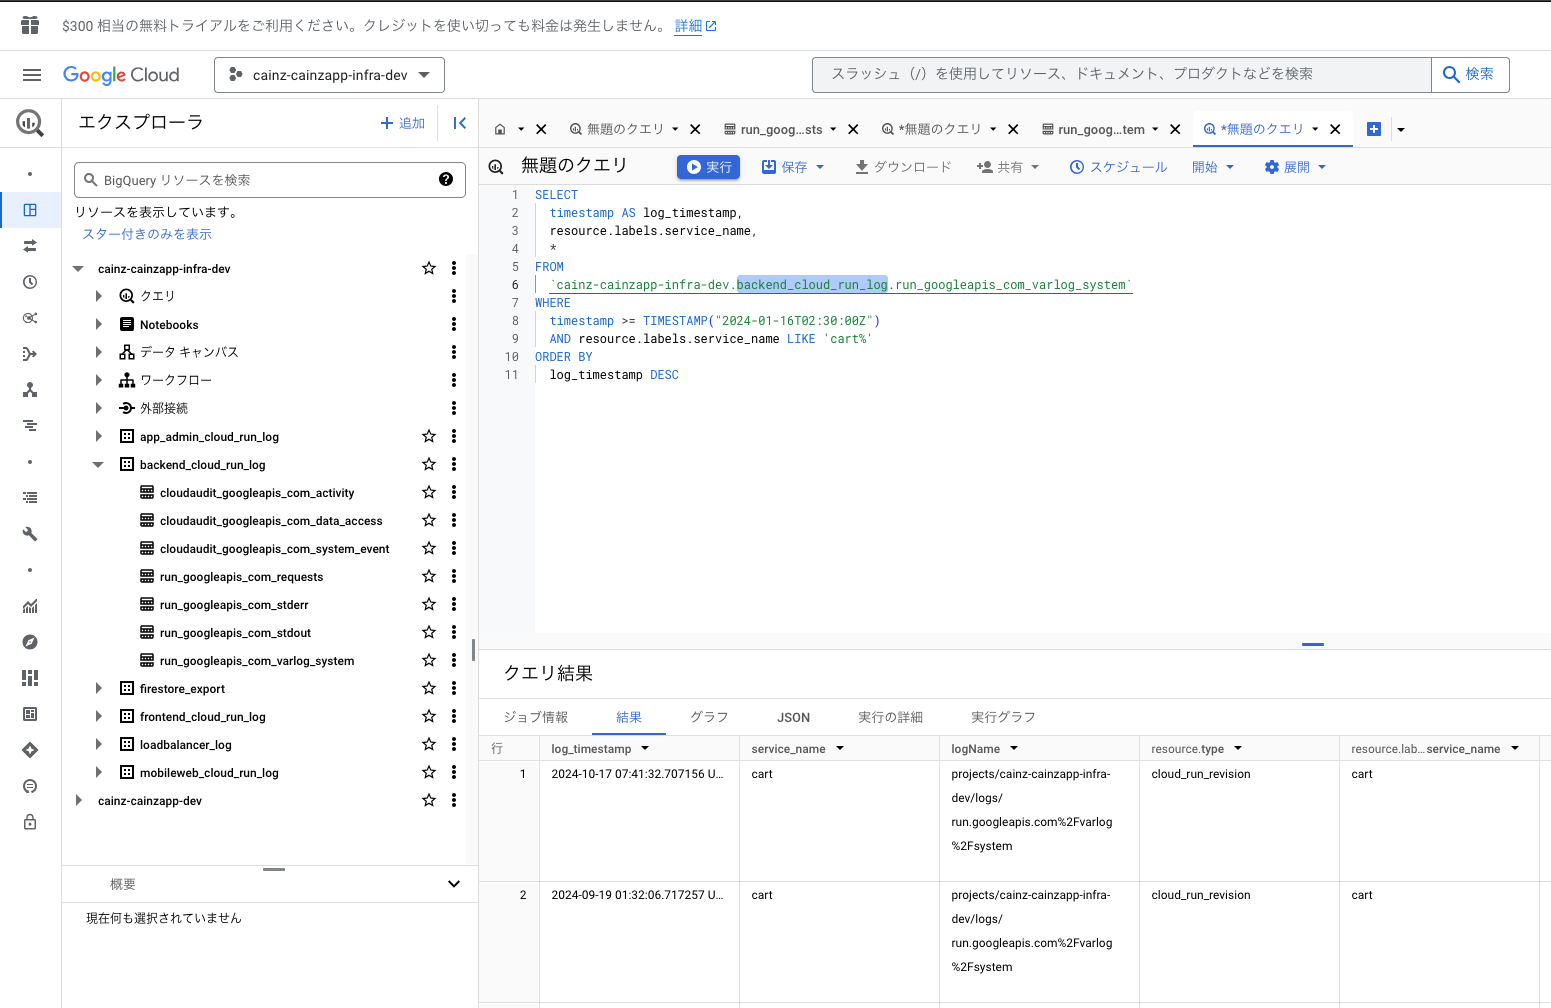 $300 相当の無料トライアルをご利用ください。クレジットを使い切っても料金は発生しません。 詳細
Google Cloud
cainz-cainzapp-infra-dev
スラッシュ（/）を使用してリソース、ドキュメント、プロダクトなどを検索
検索
エクスプローラ
追加
BigQuery リソースを検索
リソースを表示しています。
スター付きのみを表示
cainz-cainzapp-infra-dev
クエリ
Notebooks
データ キャンバス
ワークフロー
外部接続
app_admin_cloud_run_log
backend_cloud_run_log
cloudaudit_googleapis_com_activity
cloudaudit_googleapis_com_data_access
cloudaudit_googleapis_com_system_event
run_googleapis_com_requests
run_googleapis_com_stderr
run_googleapis_com_stdout
run_googleapis_com_varlog_system
firestore_export
frontend_cloud_run_log
loadbalancer_log
mobileweb_cloud_run_log
cainz-cainzapp-dev
概要
現在何も選択されていません
無題のクエリ run_goog...sts *無題のクエリ run_goog...tem *無題のクエリ
無題のクエリ 実行 保存 ダウンロード 共有 スケジュール 開始 展開
1 SELECT
2 timestamp AS log_timestamp,
3 resource.labels.service_name,
4 *
5 FROM
6 `cainz-cainzapp-infra-dev.backend_cloud_run_log.run_googleapis_com_varlog_system`
7 WHERE
8 timestamp >= TIMESTAMP("2024-01-16T02:30:00Z")
9 AND resource.labels.service_name LIKE 'cart%'
10 ORDER BY
11 log_timestamp DESC
クエリ結果
ジョブ情報 結果 グラフ JSON 実行の詳細 実行グラフ
行 log_timestamp service_name logName resource.type resource.lab...service_name
1 2024-10-17 07:41:32.707156 U... cart projects/cainz-cainzapp-infra- cloud_run_revision cart
dev/logs/
run.googleapis.com%2Fvarlog
%2Fsystem
2 2024-09-19 01:32:06.717257 U... cart projects/cainz-cainzapp-infra- cloud_run_revision cart
dev/logs/
run.googleapis.com%2Fvarlog
%2Fsystem